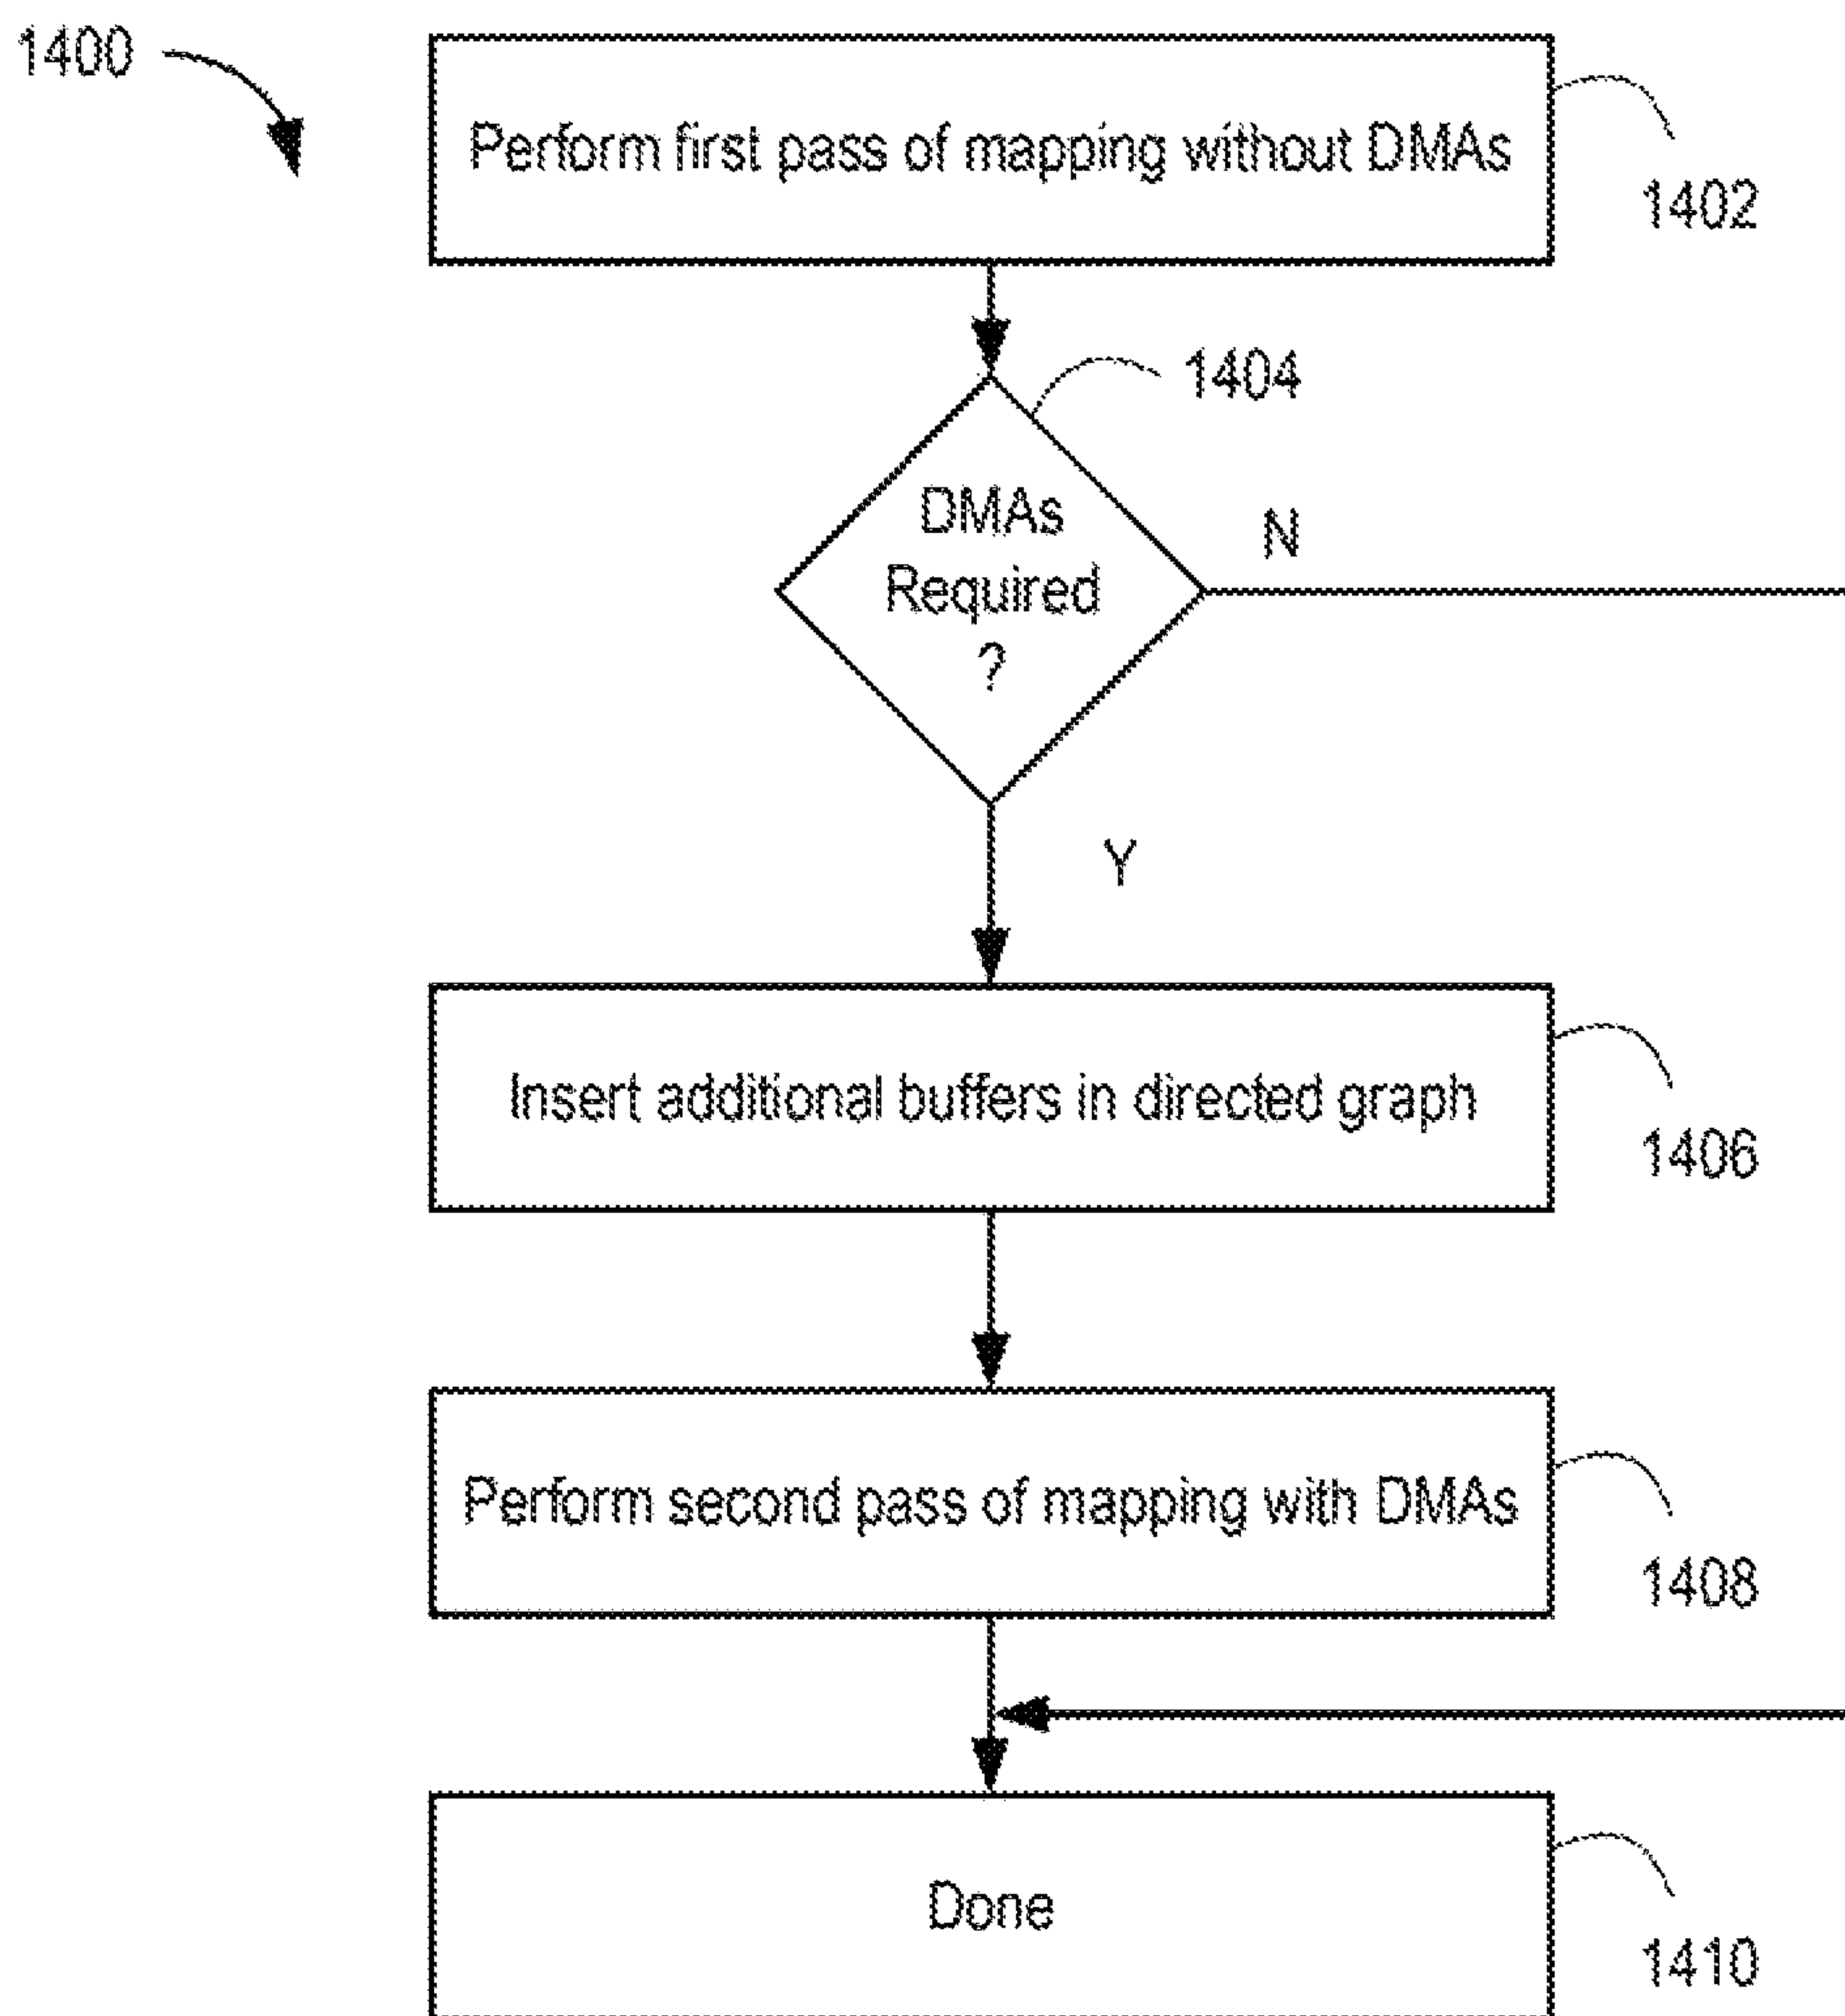 1400
Perform first pass of mapping without DMAs
1402
1404
DMAs
Required
?
N
Y
Insert additional buffers in directed graph
1406
Perform second pass of mapping with DMAs
1408
Done
1410